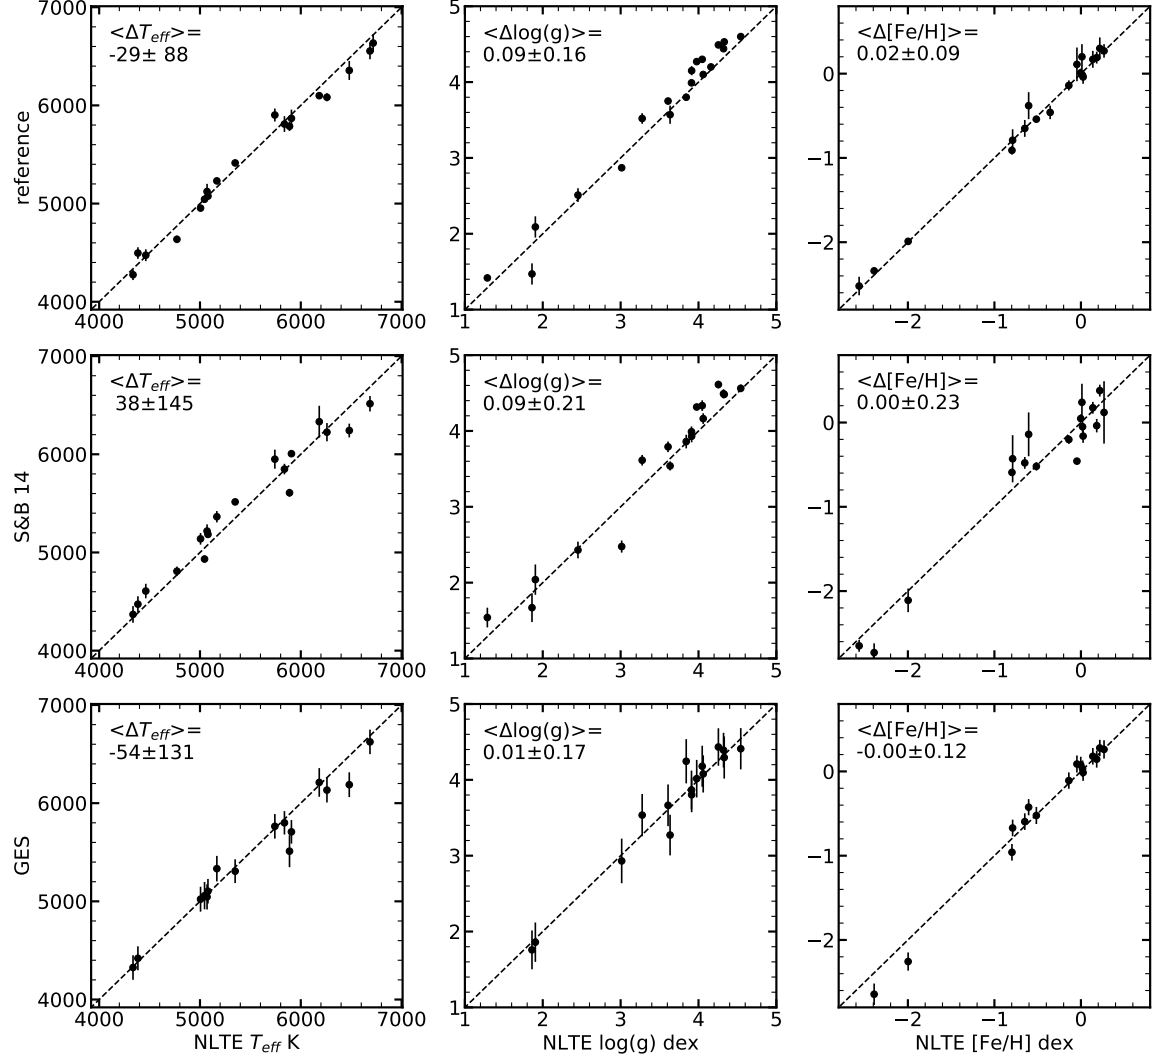 7000
6000
5000
4000
reference
<ΔT_eff>=
-29± 88
4000 5000 6000 7000
5
4
3
2
1
<Δlog(g)>=
0.09±0.16
1 2 3 4 5
0
−1
−2
<Δ[Fe/H]>=
0.02±0.09
−2 −1 0
7000
6000
5000
4000
S&B 14
<ΔT_eff>=
38±145
4000 5000 6000 7000
5
4
3
2
1
<Δlog(g)>=
0.09±0.21
1 2 3 4 5
0
−1
−2
<Δ[Fe/H]>=
0.00±0.23
−2 −1 0
7000
6000
5000
4000
GES
<ΔT_eff>=
-54±131
4000 5000 6000 7000
NLTE T_eff K
5
4
3
2
1
<Δlog(g)>=
0.01±0.17
1 2 3 4 5
NLTE log(g) dex
0
−1
−2
<Δ[Fe/H]>=
-0.00±0.12
−2 −1 0
NLTE [Fe/H] dex